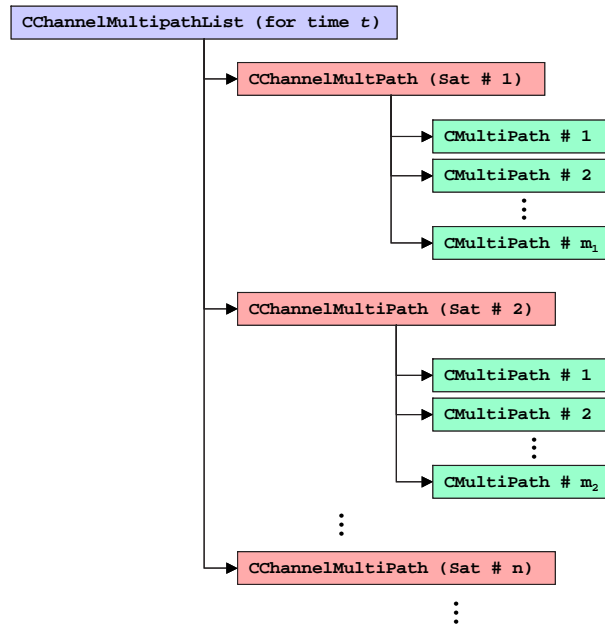 CChannelMultipathList (for time t)
CChannelMultPath (Sat # 1)
CMultiPath # 1
CMultiPath # 2
CMultiPath # m₁
CChannelMultiPath (Sat # 2)
CMultiPath # 1
CMultiPath # 2
CMultiPath # m₂
CChannelMultiPath (Sat # n)